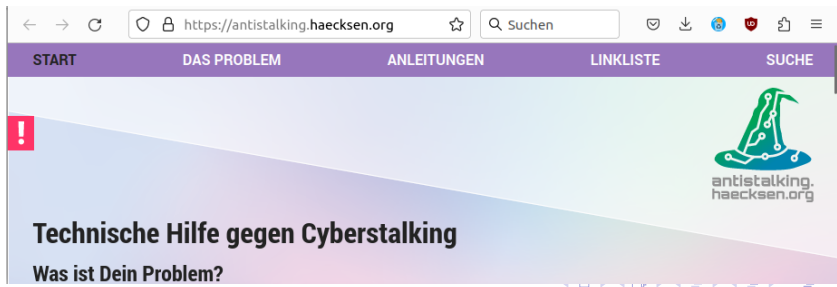 https://antistalking.haecksen.org
Suchen
START DAS PROBLEM ANLEITUNGEN LINKLISTE SUCHE
!
antistalking.
haecksen.org
Technische Hilfe gegen Cyberstalking
Was ist Dein Problem?